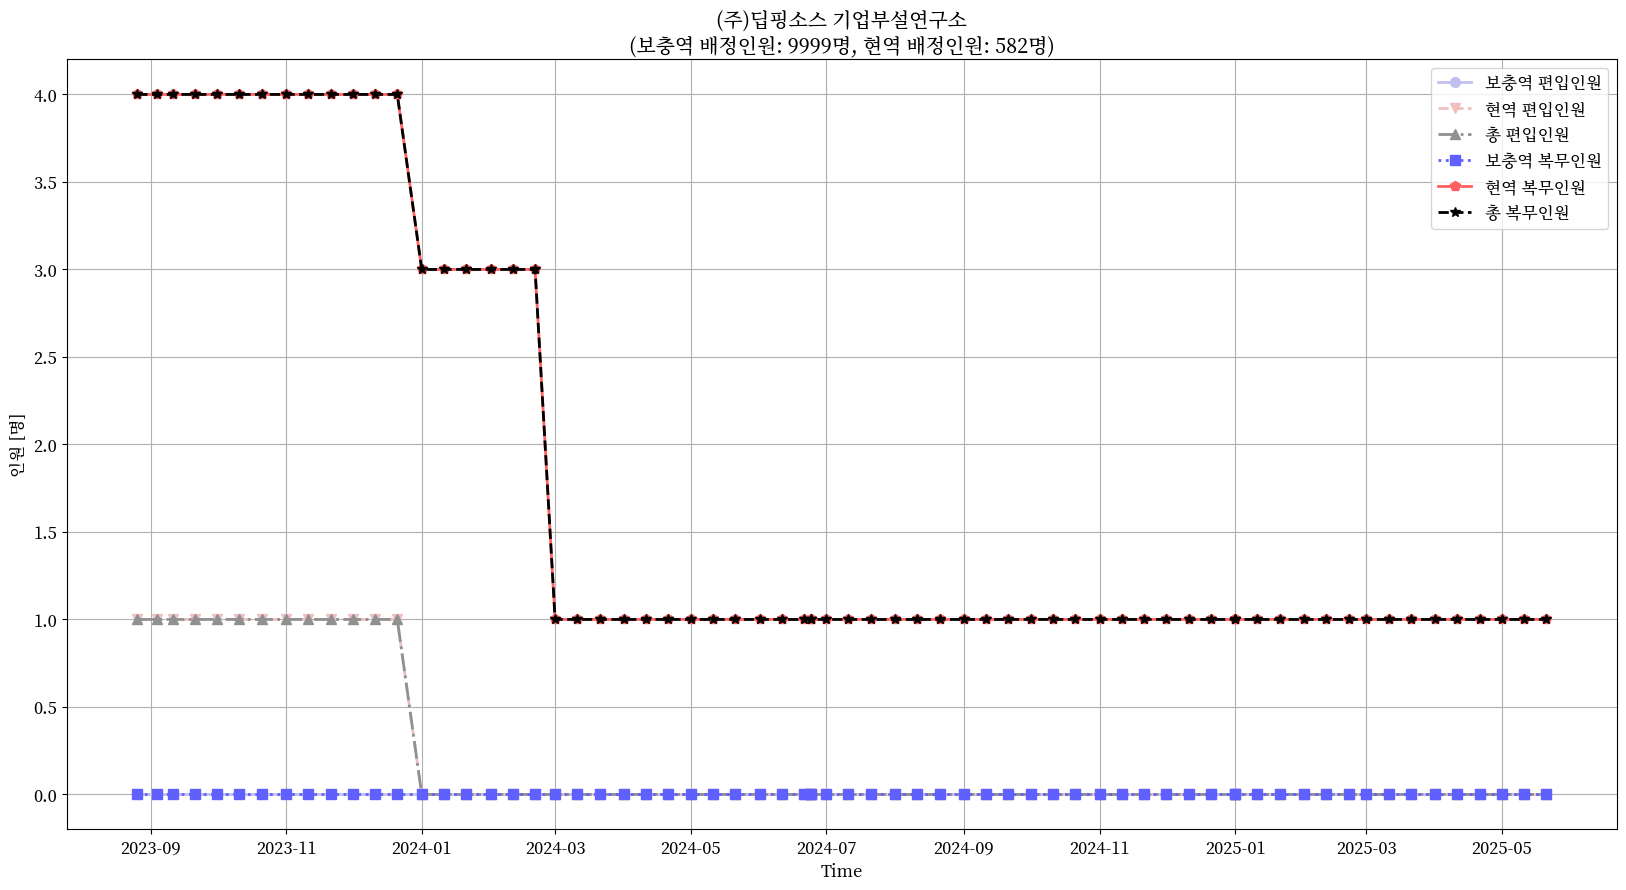 (주)딥핑소스 기업부설연구소
(보충역 배정인원: 9999명, 현역 배정인원: 582명)
보충역 편입인원
현역 편입인원
총 편입인원
보충역 복무인원
현역 복무인원
총 복무인원
인원 [명]
4.0
3.5
3.0
2.5
2.0
1.5
1.0
0.5
0.0
2023-09
2023-11
2024-01
2024-03
2024-05
2024-07
2024-09
2024-11
2025-01
2025-03
2025-05
Time